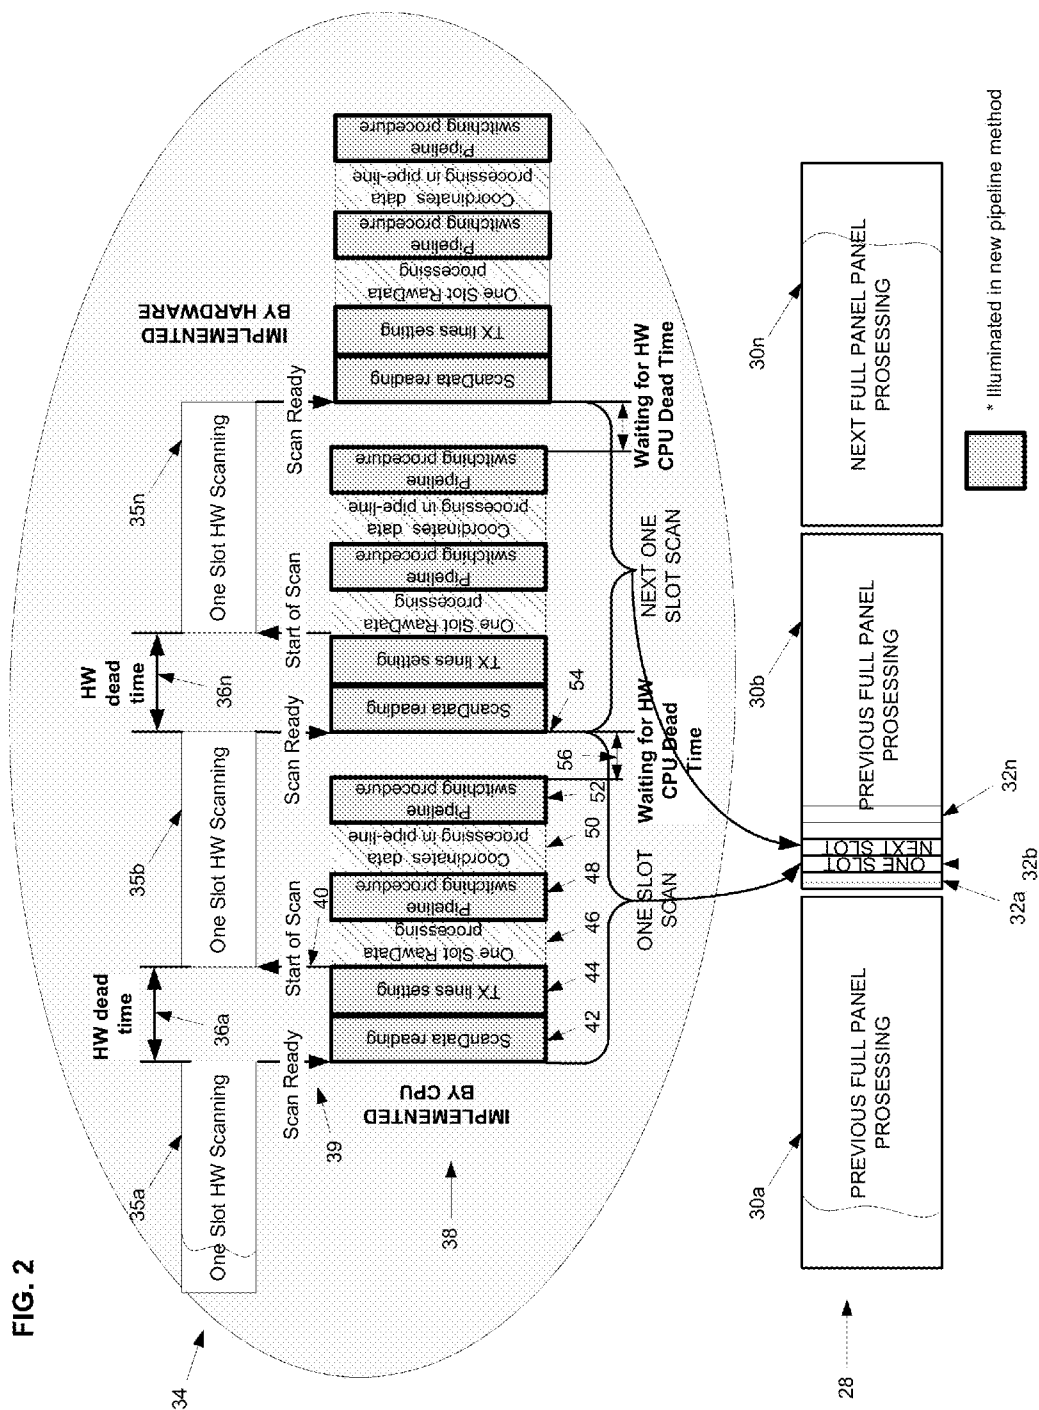 FIG. 2
34
35a
35b
35n
One Slot HW Scanning
One Slot HW Scanning
One Slot HW Scanning
HW dead
time
36a
HW
dead
time
36n
IMPLEMENTED
BY HARDWARE
Scan Ready
Start of Scan
Scan Ready
Start of Scan
Scan Ready
39
40
38
IMPLEMENTED
BY CPU
ScanData reading
TX lines setting
One Slot RawData
processing
Pipeline
switching procedure
Coordinates data
processing in pipe-line
Pipeline
switching procedure
ScanData reading
TX lines setting
One Slot RawData
processing
Pipeline
switching procedure
Coordinates data
processing in pipe-line
Pipeline
switching procedure
ScanData reading
TX lines setting
One Slot RawData
processing
Pipeline
switching procedure
Coordinates data
processing in pipe-line
Pipeline
switching procedure
42
44
46
48
50
52
56
54
ONE SLOT
SCAN
Waiting for HW
CPU Dead
Time
NEXT ONE
SLOT SCAN
Waiting for HW
CPU Dead Time
28
30a
30b
30n
PREVIOUS FULL PANEL
PROSESSING
ONE SLOT
NEXT SLOT
PREVIOUS FULL PANEL
PROSESSING
NEXT FULL PANEL PANEL
PROSESSING
32a
32b
32n
* Illuminated in new pipeline method